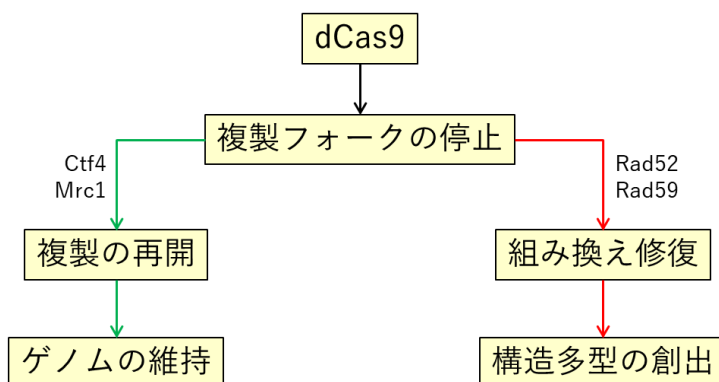 dCas9
複製フォークの停止
Ctf4
Mrc1
Rad52
Rad59
複製の再開
組み換え修復
ゲノムの維持
構造多型の創出